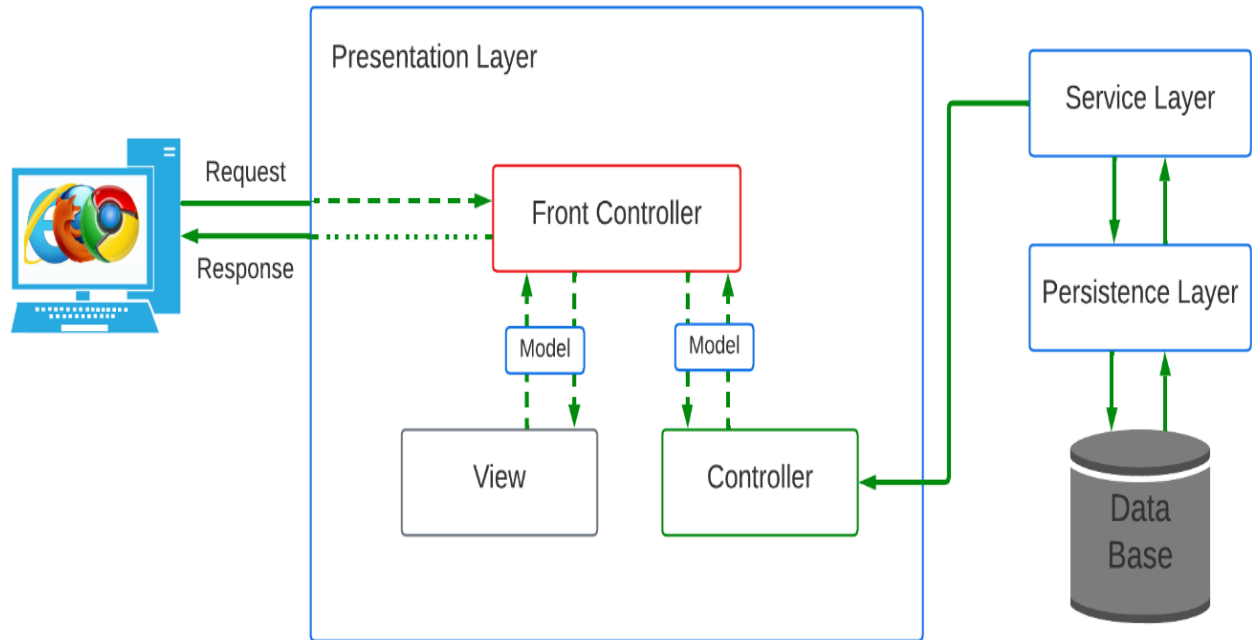 Presentation Layer
Service Layer
Request
Front Controller
Response
Persistence Layer
Model
Model
View
Controller
Data
Base